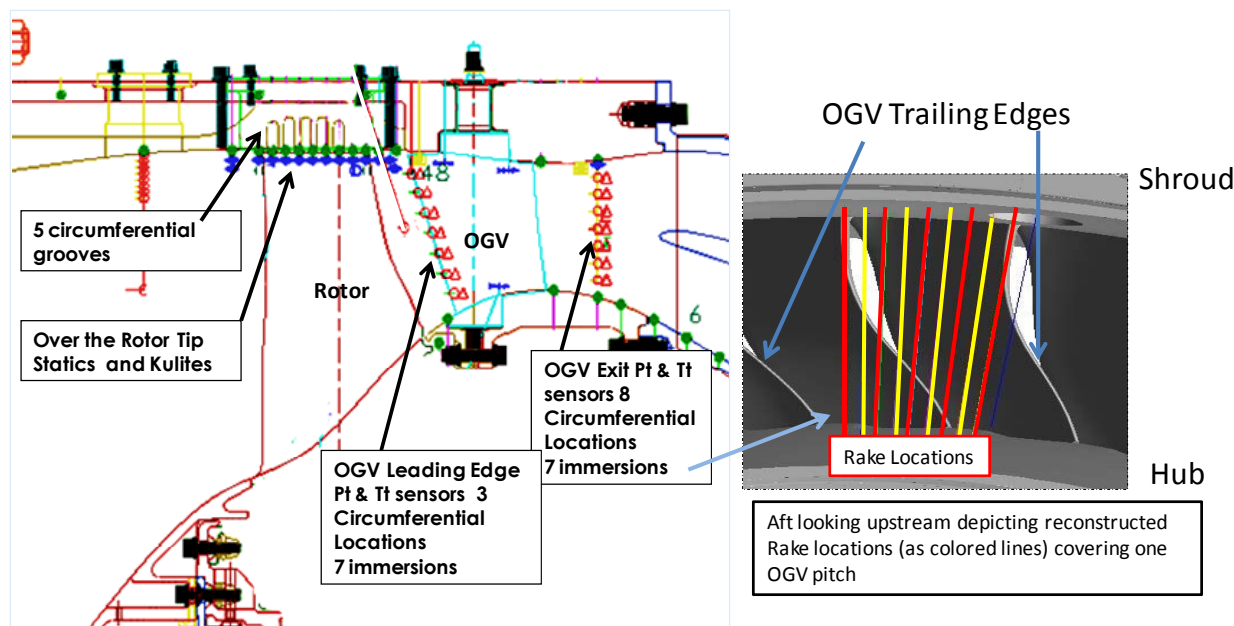 5 circumferential
grooves
Over the Rotor Tip
Statics and Kulites
Rotor
OGV
48
6
OGV Leading Edge
Pt & Tt sensors 3
Circumferential
Locations
7 immersions
OGV Exit Pt & Tt
sensors 8
Circumferential
Locations
7 immersions
OGV Trailing Edges
Shroud
Rake Locations
Hub
Aft looking upstream depicting reconstructed
Rake locations (as colored lines) covering one
OGV pitch